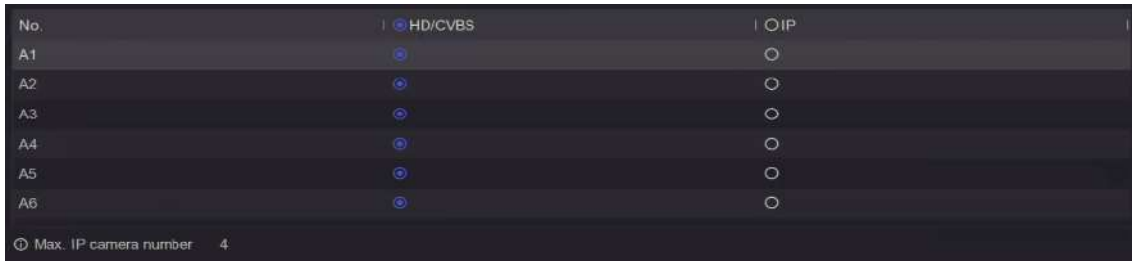 No. HD/CVBS IP
A1
A2
A3
A4
A5
A6
Max. IP camera number 4